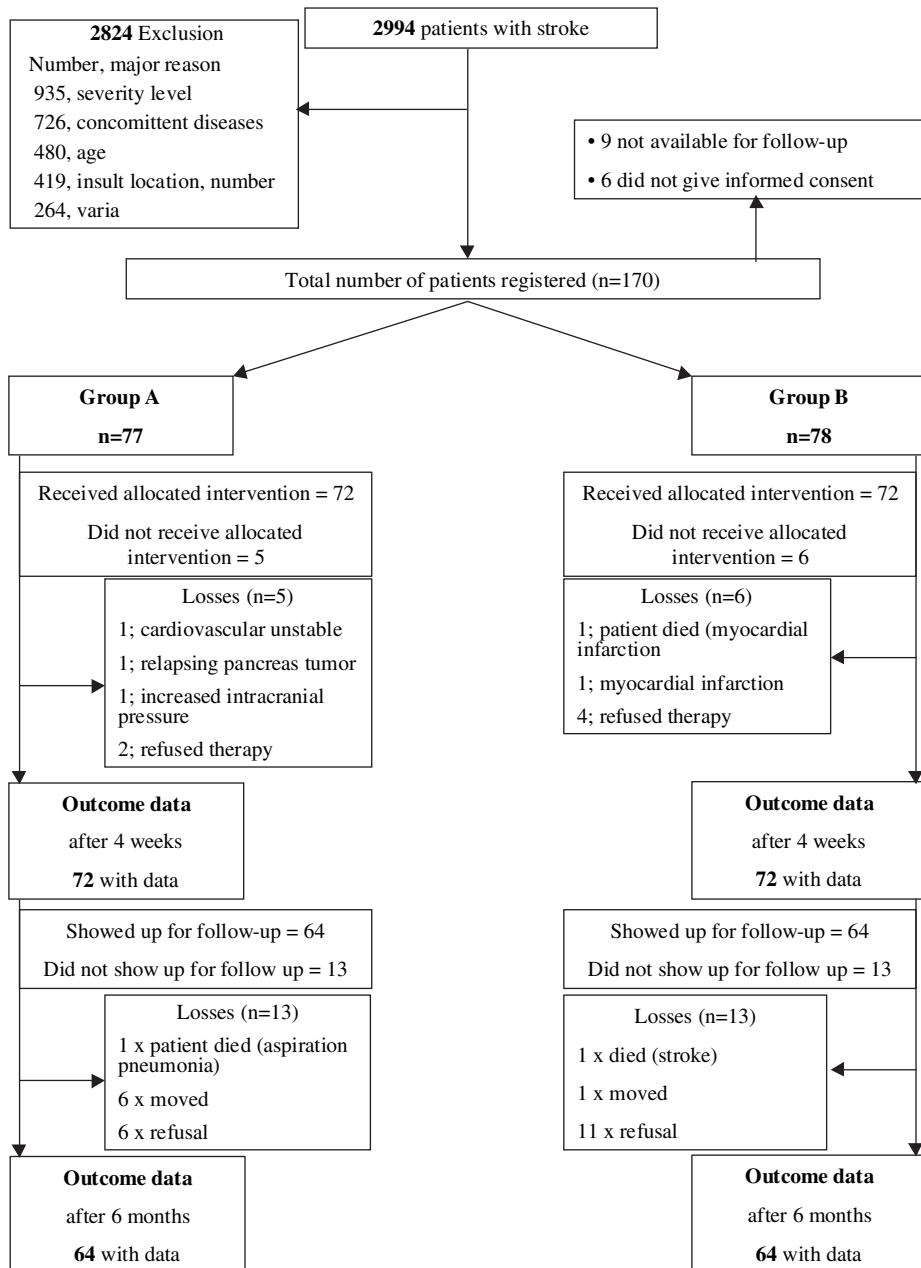 2994 patients with stroke
2824 Exclusion
Number, major reason
935, severity level
726, concomittent diseases
480, age
419, insult location, number
264, varia
• 9 not available for follow-up
• 6 did not give informed consent
Total number of patients registered (n=170)
Group A
n=77
Group B
n=78
Received allocated intervention = 72
Did not receive allocated
intervention = 5
Received allocated intervention = 72
Did not receive allocated
intervention = 6
Losses (n=5)
1; cardiovascular unstable
1; relapsing pancreas tumor
1; increased intracranial
pressure
2; refused therapy
Losses (n=6)
1; patient died (myocardial
infarction
1; myocardial infarction
4; refused therapy
Outcome data
after 4 weeks
72 with data
Outcome data
after 4 weeks
72 with data
Showed up for follow-up = 64
Did not show up for follow up = 13
Showed up for follow-up = 64
Did not show up for follow up = 13
Losses (n=13)
1 x patient died (aspiration
pneumonia)
6 x moved
6 x refusal
Losses (n=13)
1 x died (stroke)
1 x moved
11 x refusal
Outcome data
after 6 months
64 with data
Outcome data
after 6 months
64 with data